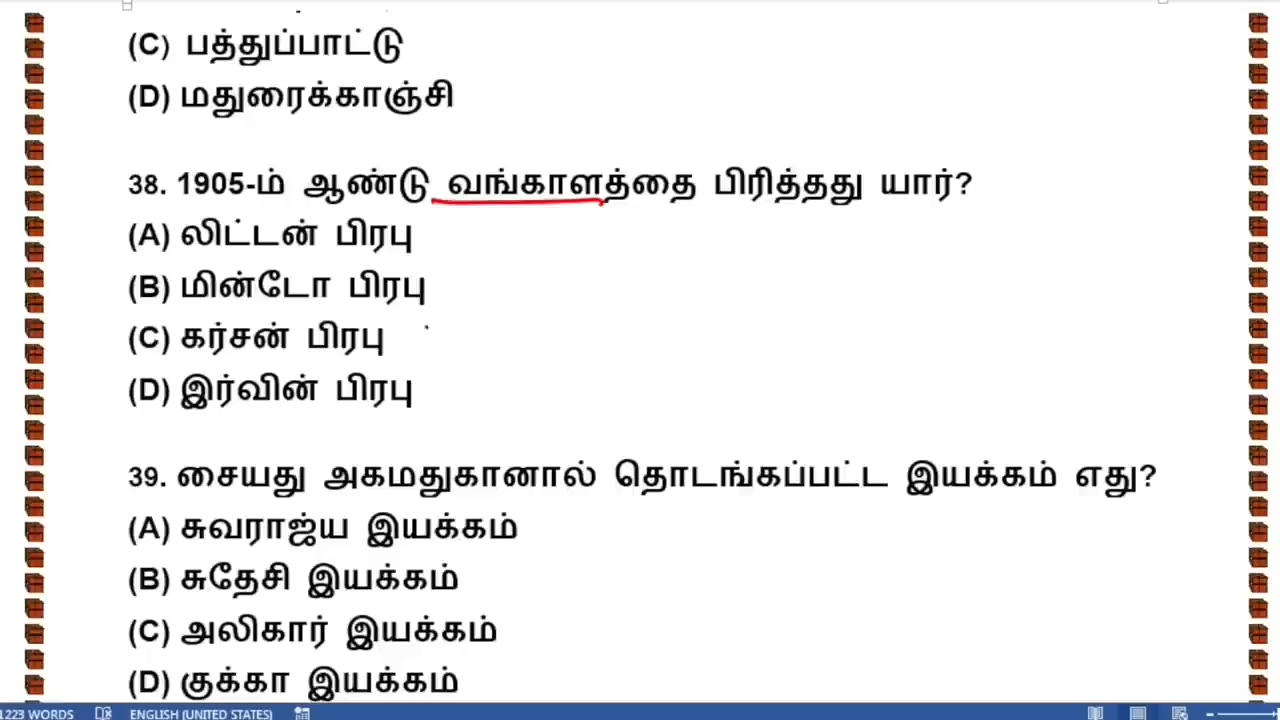 (C) பத்துப்பாட்டு
(D) மதுரைக்காஞ்சி
38. 1905-ம் ஆண்டு வங்காளத்தை பிரித்தது யார்?
(A) லிட்டன் பிரபு
(B) மின்டோ பிரபு
(C) கர்சன் பிரபு
(D) இர்வின் பிரபு
39. சையது அகமதுகானால் தொடங்கப்பட்ட இயக்கம் எது?
(A) சுவராஜ்ய இயக்கம்
(B) சுதேசி இயக்கம்
(C) அலிகார் இயக்கம்
(D) குக்கா இயக்கம்
1223 WORDS ENGLISH (UNITED STATES)